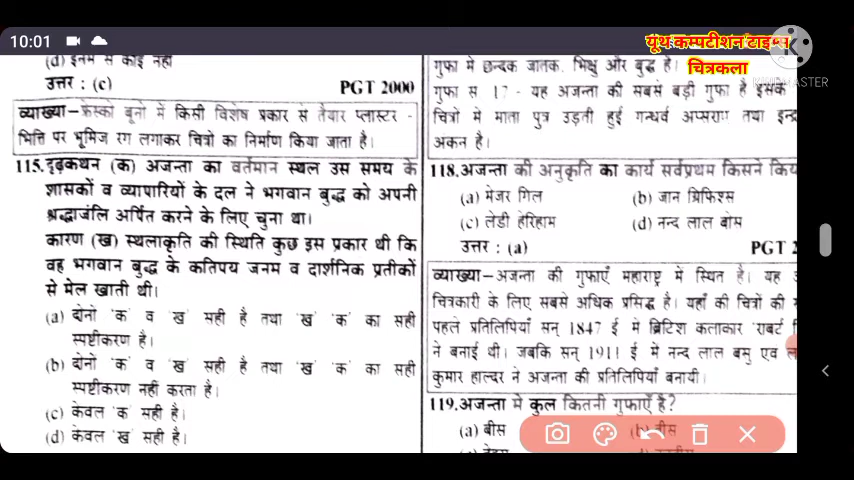 10:01
यूथ कम्पटीशन टाइम्स
चित्रकला
KINEMASTER
(d) इनमें से कोई नहीं
उत्तर : (c) PGT 2000
व्याख्या–फ्रेस्को बूनो में किसी विशेष प्रकार से तैयार प्लास्टर -
भित्ति पर भूमिज रंग लगाकर चित्रो का निर्माण किया जाता है।
115.दृढ़कथन (क) अजन्ता का वर्तमान स्थल उस समय के
शासकों व व्यापारियों के दल ने भगवान बुद्ध को अपनी
श्रद्धाजंलि अर्पित करने के लिए चुना था।
कारण (ख) स्थलाकृति की स्थिति कुछ इस प्रकार थी कि
वह भगवान बुद्ध के कतिपय जनम व दार्शनिक प्रतीकों
से मेल खाती थी।
(a) दोनो 'क' व 'ख' सही है तथा 'ख' 'क' का सही
स्पष्टीकरण है।
(b) दोनो 'क' व 'ख' सही है तथा 'ख' 'क' का सही
स्पष्टीकरण नहीं करता है।
(c) केवल 'क' सही है।
(d) केवल 'ख' सही है।
गुफा में छन्दक जातक, भिक्षु और बुद्ध है।
गुफा स 17 - यह अजन्ता की सबसे बड़ी गुफा है इसके
चित्रों में माता पुत्र उड़ती हुई गन्धर्व अप्सराए तथा इन्द्र
अंकन है।
118.अजन्ता की अनुकृति का कार्य सर्वप्रथम किसने किय
(a) मेजर गिल (b) जान ग्रिफिश्स
(c) लेडी हेरिंहाम (d) नन्द लाल बोस
उत्तर : (a) PGT 2
व्याख्या–अजन्ता की गुफाएँ महाराष्ट्र में स्थित है। यह
चित्रकारी के लिए सबसे अधिक प्रसिद्ध है। यहाँ की चित्रों की
पहले प्रतिलिपियाँ सन् 1847 ई में ब्रिटिश कलाकार 'राबर्ट
ने बनाई थी। जबकि सन् 1911 ई में नन्द लाल बसु एव
कुमार हाल्दर ने अजन्ता की प्रतिलिपियाँ बनायी।
119.अजन्ता मे कुल कितनी गुफाएँ है?
(a) बीस (b) तीस